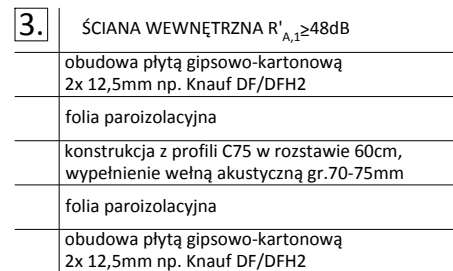 3. ŚCIANA WEWNĘTRZNA R'A,1≥48dB
obudowa płytą gipsowo-kartonową
2x 12,5mm np. Knauf DF/DFH2
folia paroizolacyjna
konstrukcja z profili C75 w rozstawie 60cm,
wypełnienie wełną akustyczną gr.70-75mm
folia paroizolacyjna
obudowa płytą gipsowo-kartonową
2x 12,5mm np. Knauf DF/DFH2